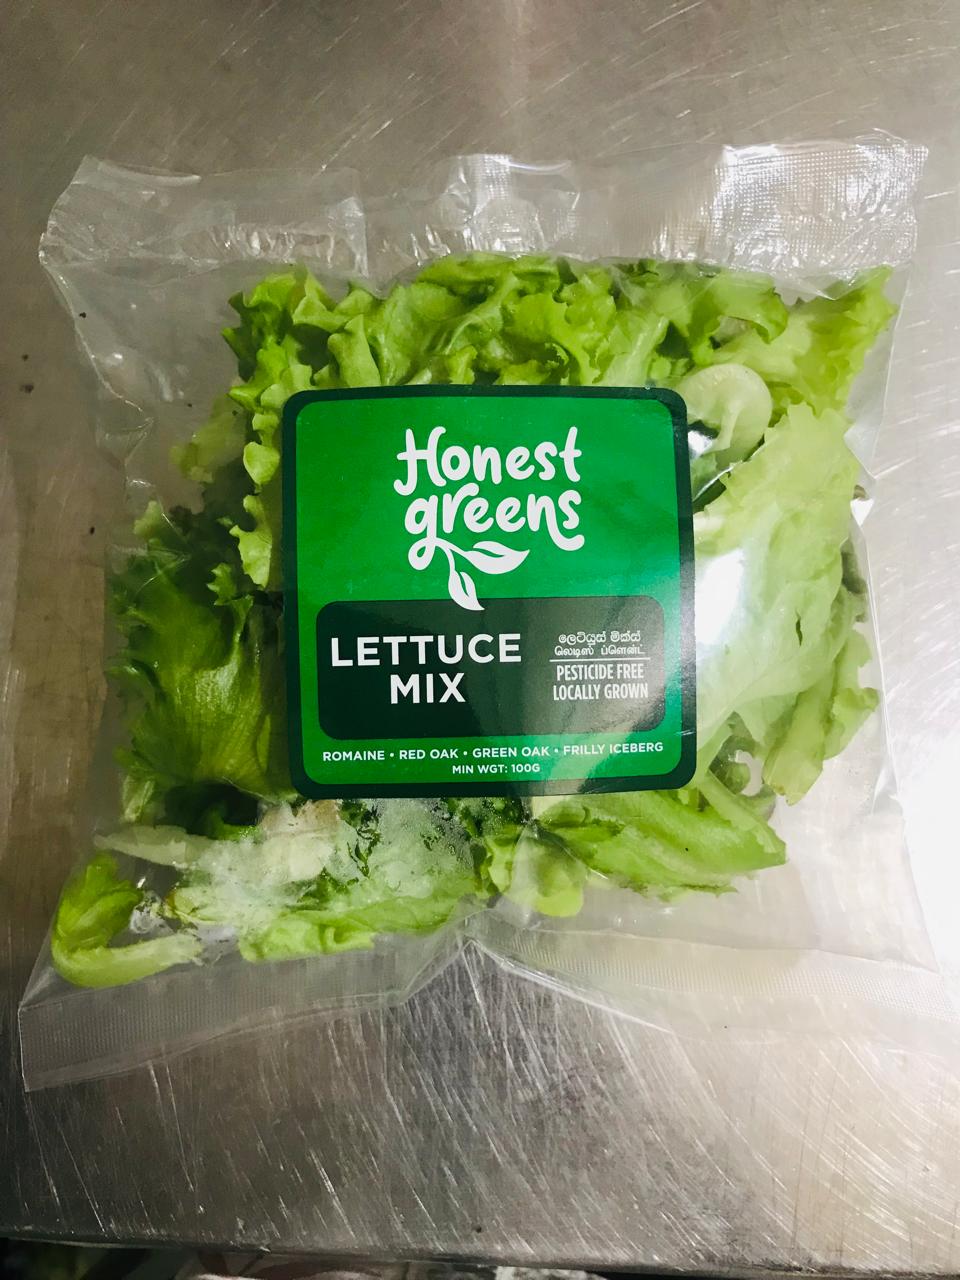 Honest
greens
LETTUCE
MIX
ලෙටියුස් මික්ස්
லெடிஸ் ப்ளெண்ட்
PESTICIDE FREE
LOCALLY GROWN
ROMAINE • RED OAK • GREEN OAK • FRILLY ICEBERG
MIN WGT: 100G